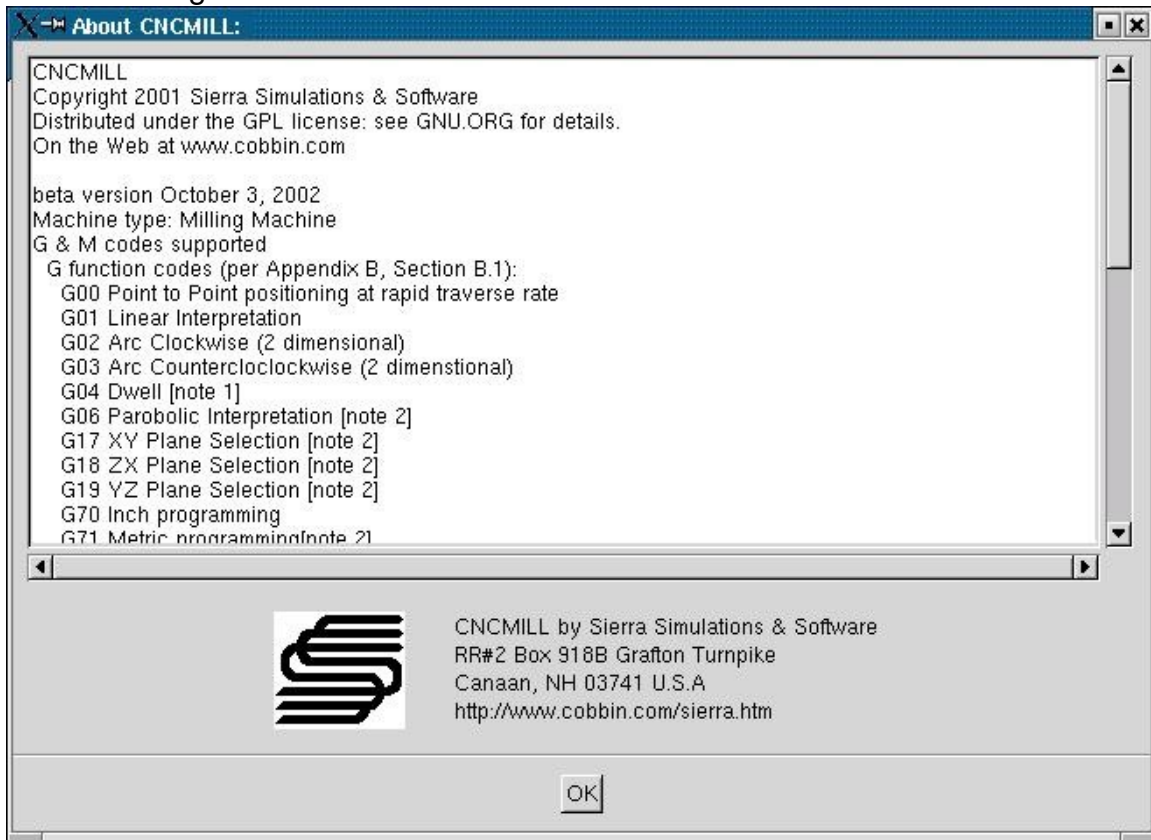 About CNCMILL:
CNCMILL
Copyright 2001 Sierra Simulations & Software
Distributed under the GPL license: see GNU.ORG for details.
On the Web at www.cobbin.com
beta version October 3, 2002
Machine type: Milling Machine
G & M codes supported
G function codes (per Appendix B, Section B.1):
G00 Point to Point positioning at rapid traverse rate
G01 Linear Interpretation
G02 Arc Clockwise (2 dimensional)
G03 Arc Countercloclockwise (2 dimenstional)
G04 Dwell [note 1]
G06 Parobolic Interpretation [note 2]
G17 XY Plane Selection [note 2]
G18 ZX Plane Selection [note 2]
G19 YZ Plane Selection [note 2]
G70 Inch programming
G71 Metric programming[note 2]
CNCMILL by Sierra Simulations & Software
RR#2 Box 918B Grafton Turnpike
Canaan, NH 03741 U.S.A
http://www.cobbin.com/sierra.htm
OK